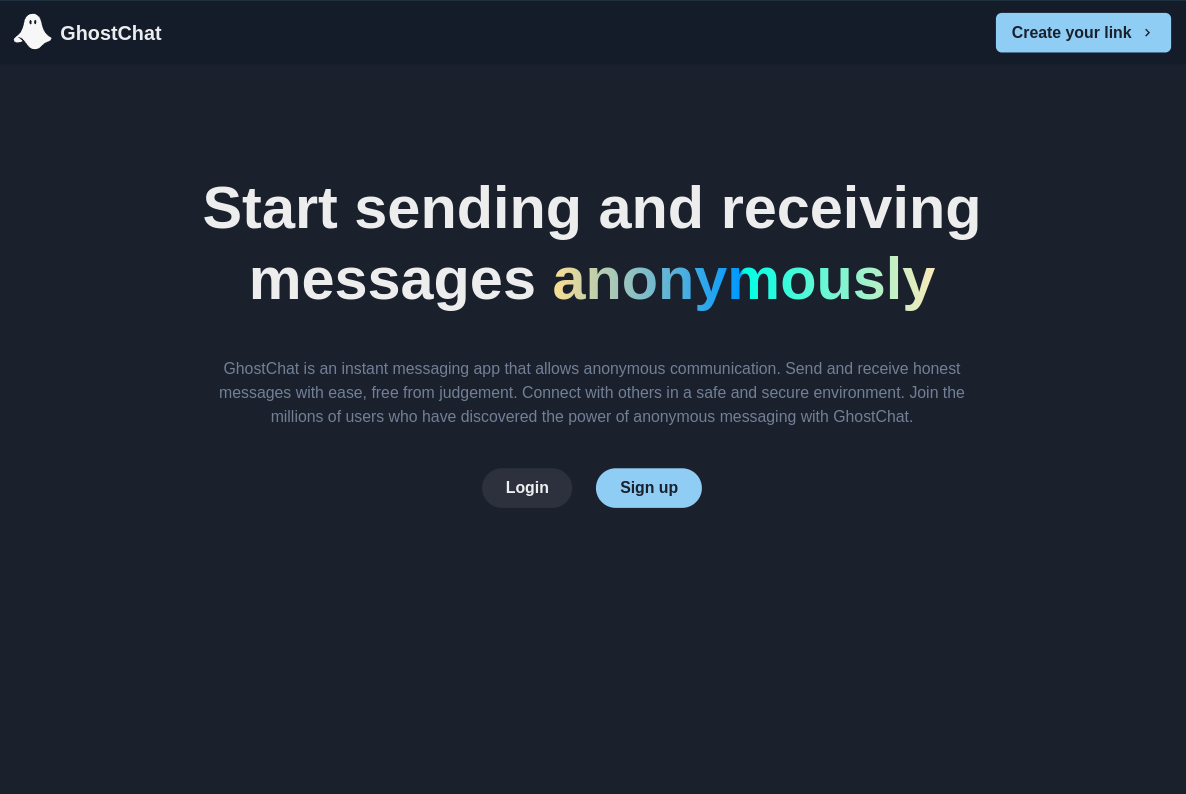 GhostChat
Create your link
Start sending and receiving
messages anonymously
GhostChat is an instant messaging app that allows anonymous communication. Send and receive honest
messages with ease, free from judgement. Connect with others in a safe and secure environment. Join the
millions of users who have discovered the power of anonymous messaging with GhostChat.
Login
Sign up